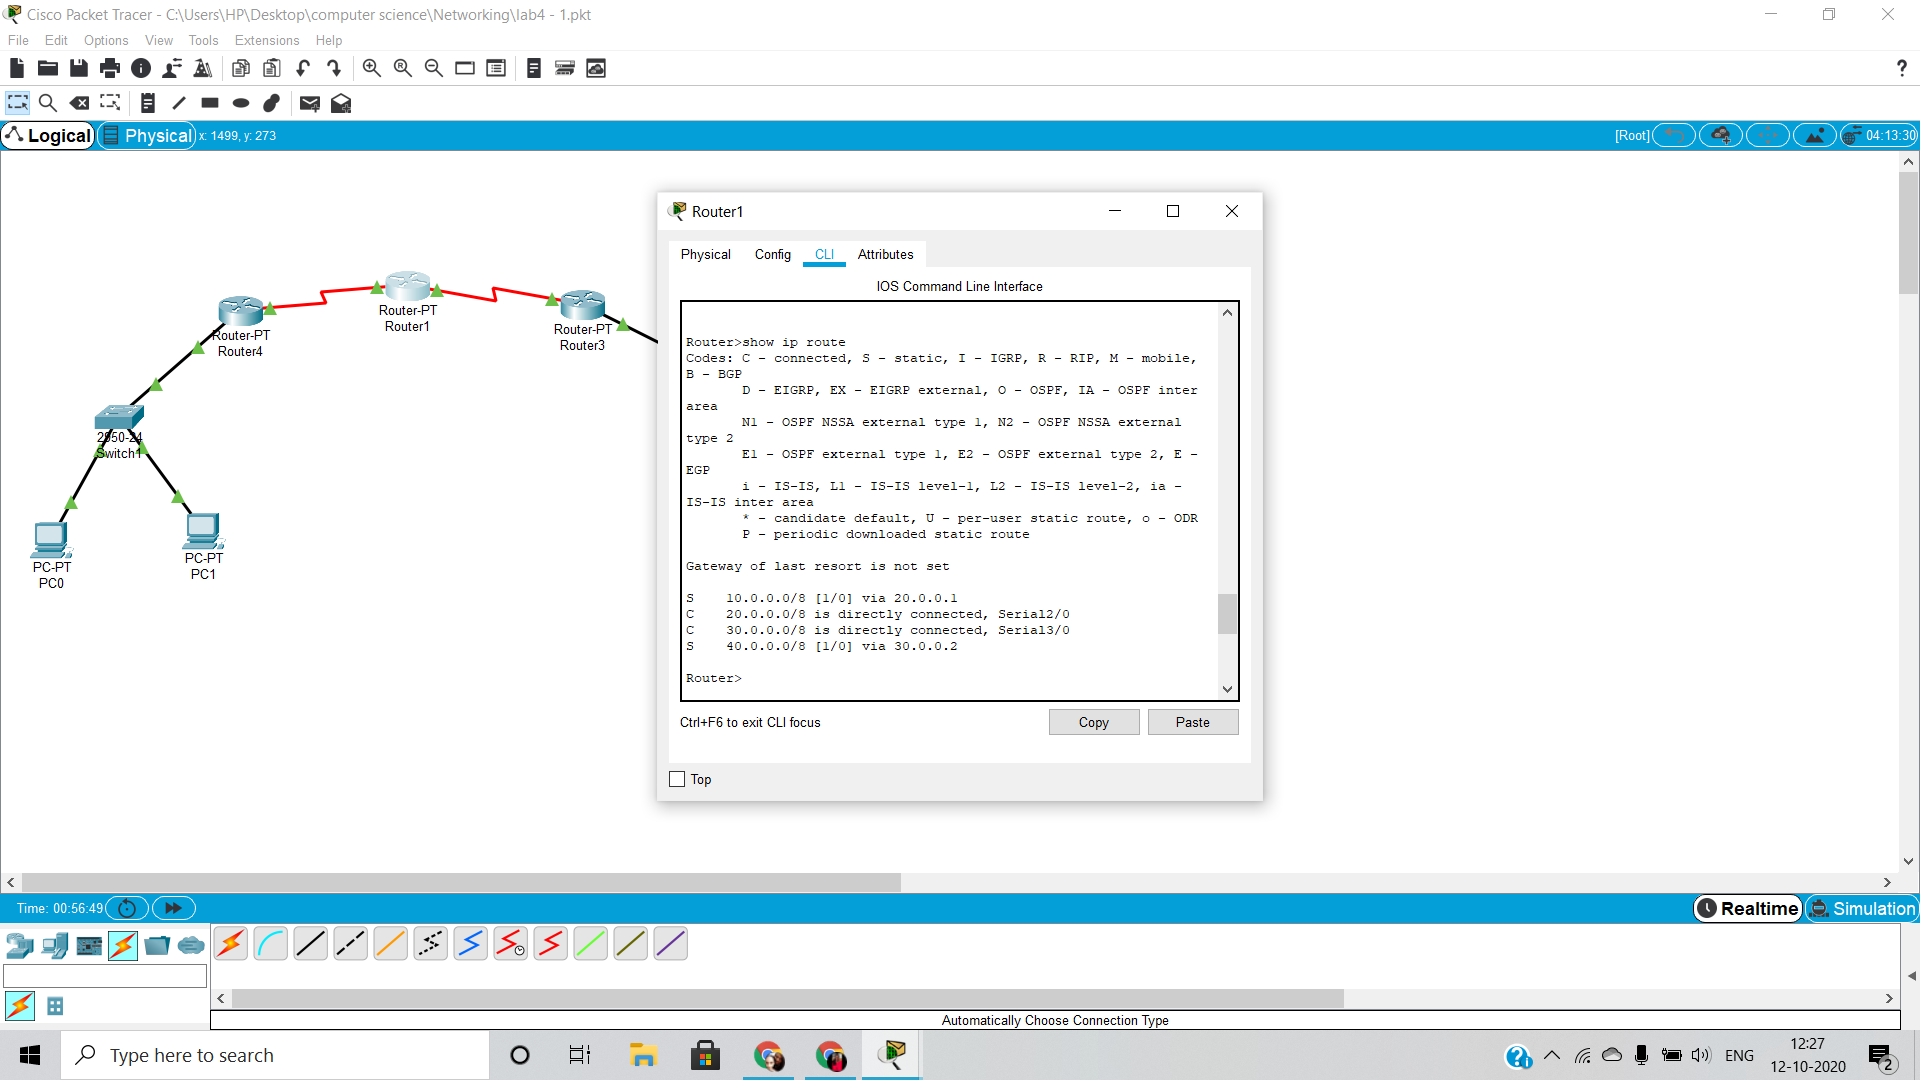 Cisco Packet Tracer - C:\Users\HP\Desktop\computer science\Networking\lab4 - 1.pkt
File Edit Options View Tools Extensions Help
?
Logical Physical x: 1499, y: 273
[Root] 04:13:30
Router-PT
Router4
Router-PT
Router1
Router-PT
Router3
2950-24
Switch1
PC-PT
PC0
PC-PT
PC1
Router1
Physical Config CLI Attributes
IOS Command Line Interface
Router>show ip route
Codes: C - connected, S - static, I - IGRP, R - RIP, M - mobile,
B - BGP
D - EIGRP, EX - EIGRP external, O - OSPF, IA - OSPF inter
area
N1 - OSPF NSSA external type 1, N2 - OSPF NSSA external
type 2
E1 - OSPF external type 1, E2 - OSPF external type 2, E -
EGP
i - IS-IS, L1 - IS-IS level-1, L2 - IS-IS level-2, ia -
IS-IS inter area
* - candidate default, U - per-user static route, o - ODR
P - periodic downloaded static route
Gateway of last resort is not set
S 10.0.0.0/8 [1/0] via 20.0.0.1
C 20.0.0.0/8 is directly connected, Serial2/0
C 30.0.0.0/8 is directly connected, Serial3/0
S 40.0.0.0/8 [1/0] via 30.0.0.2
Router>
Ctrl+F6 to exit CLI focus
Copy Paste
Top
Time: 00:56:49
Realtime Simulation
Automatically Choose Connection Type
Type here to search
ENG
12:27
12-10-2020
2